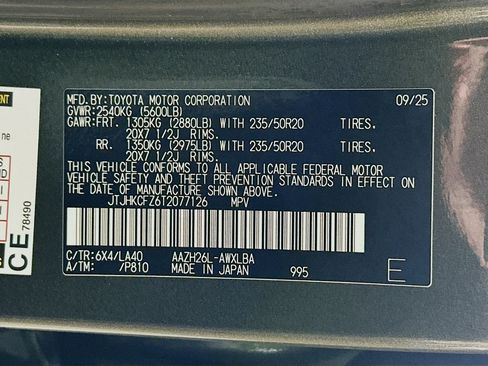 MFD.BY:TOYOTA MOTOR CORPORATION 09/25
GVWR:2540KG (5600LB)
GAWR:FRT. 1305KG (2880LB) WITH 235/50R20 TIRES.
20X7 1/2J RIMS.
RR. 1350KG (2975LB) WITH 235/50R20 TIRES.
20X7 1/2J RIMS.
THIS VEHICLE CONFORMS TO ALL APPLICABLE FEDERAL MOTOR
VEHICLE SAFETY AND THEFT PREVENTION STANDARDS IN EFFECT
ON THE DATE OF MANUFACTURE SHOWN ABOVE.
JTJHKCFZ6T2077126 MPV
C/TR:6X4/LA40 AAZH26L-AWXLBA
A/TM: /P810 MADE IN JAPAN 995 E
CE
78490